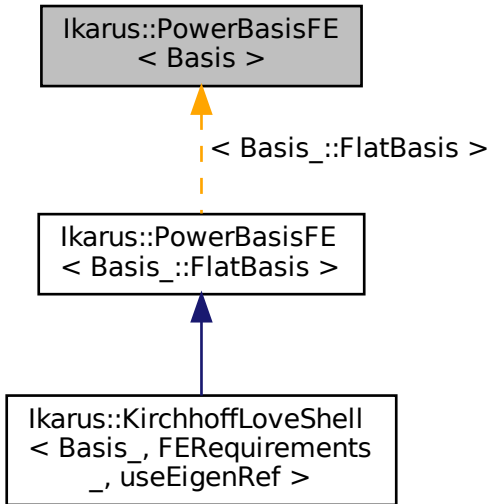 Ikarus::PowerBasisFE
< Basis >
< Basis_::FlatBasis >
Ikarus::PowerBasisFE
< Basis_::FlatBasis >
Ikarus::KirchhoffLoveShell
< Basis_, FERequirements
_, useEigenRef >